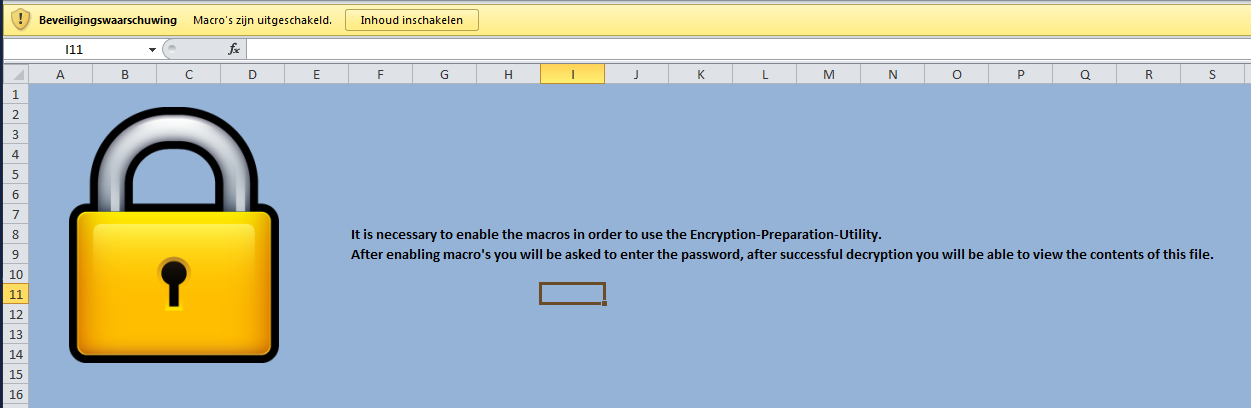 Beveiligingswaarschuwing Macro's zijn uitgeschakeld. Inhoud inschakelen
I11 fx
A B C D E F G H I J K L M N O P Q R S
1
2
3
4
5
6
7
8 It is necessary to enable the macros in order to use the Encryption-Preparation-Utility.
9 After enabling macro's you will be asked to enter the password, after successful decryption you will be able to view the contents of this file.
10
11
12
13
14
15
16